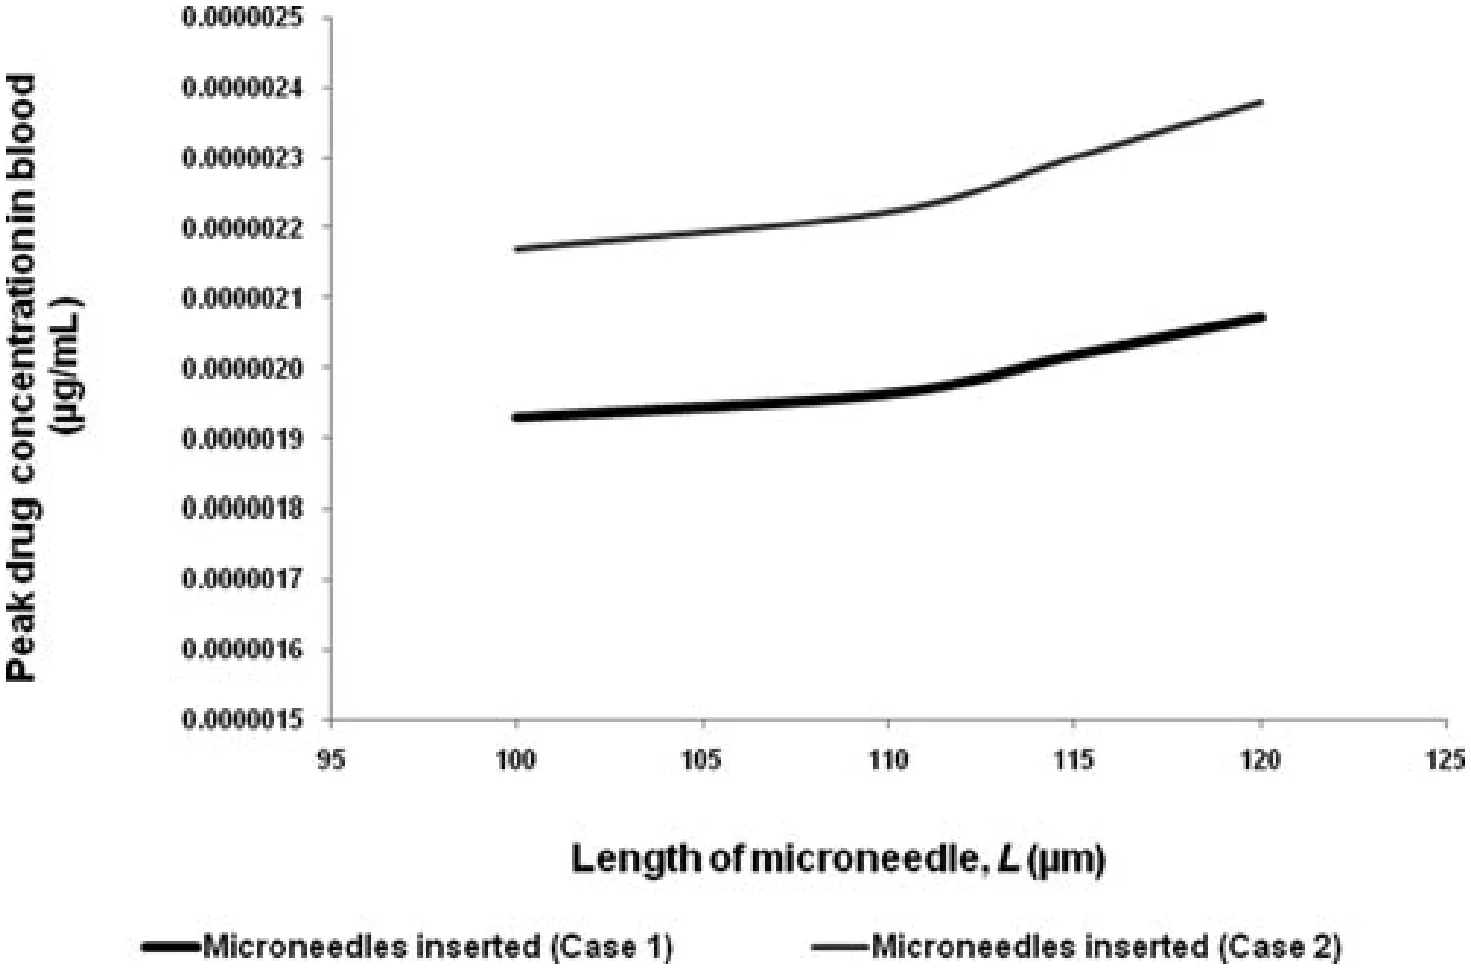 Peak drug concentration in blood
(µg/mL)
0.0000025
0.0000024
0.0000023
0.0000022
0.0000021
0.0000020
0.0000019
0.0000018
0.0000017
0.0000016
0.0000015
95 100 105 110 115 120 125
Length of microneedle, L (µm)
Microneedles inserted (Case 1) Microneedles inserted (Case 2)